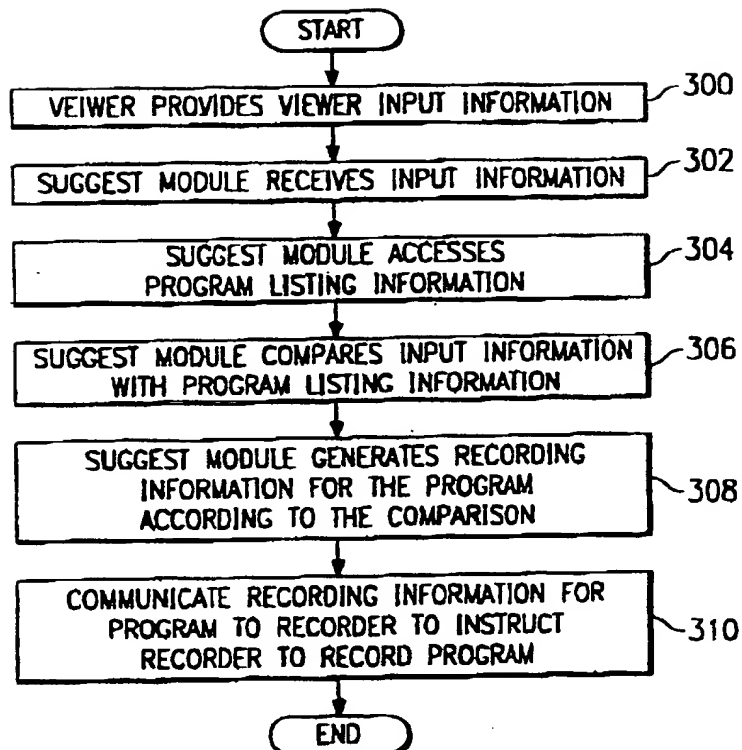 START
VEIWER PROVIDES VIEWER INPUT INFORMATION
300
SUGGEST MODULE RECEIVES INPUT INFORMATION
302
SUGGEST MODULE ACCESSES
PROGRAM LISTING INFORMATION
304
SUGGEST MODULE COMPARES INPUT INFORMATION
WITH PROGRAM LISTING INFORMATION
306
SUGGEST MODULE GENERATES RECORDING
INFORMATION FOR THE PROGRAM
ACCORDING TO THE COMPARISON
308
COMMUNICATE RECORDING INFORMATION FOR
PROGRAM TO RECORDER TO INSTRUCT
RECORDER TO RECORD PROGRAM
310
END